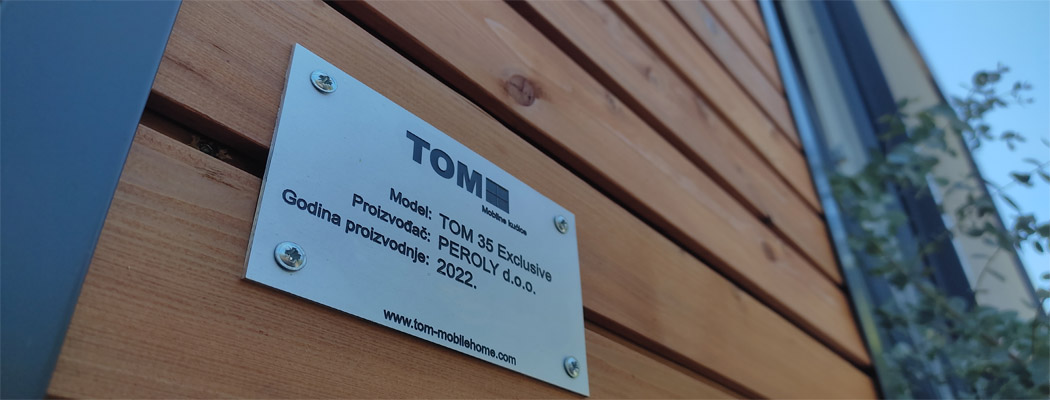 TOM
Mobilne kućice
Model: TOM 35 Exclusive
Proizvođač: PEROLY d.o.o.
Godina proizvodnje: 2022.
www.tom-mobilehome.com